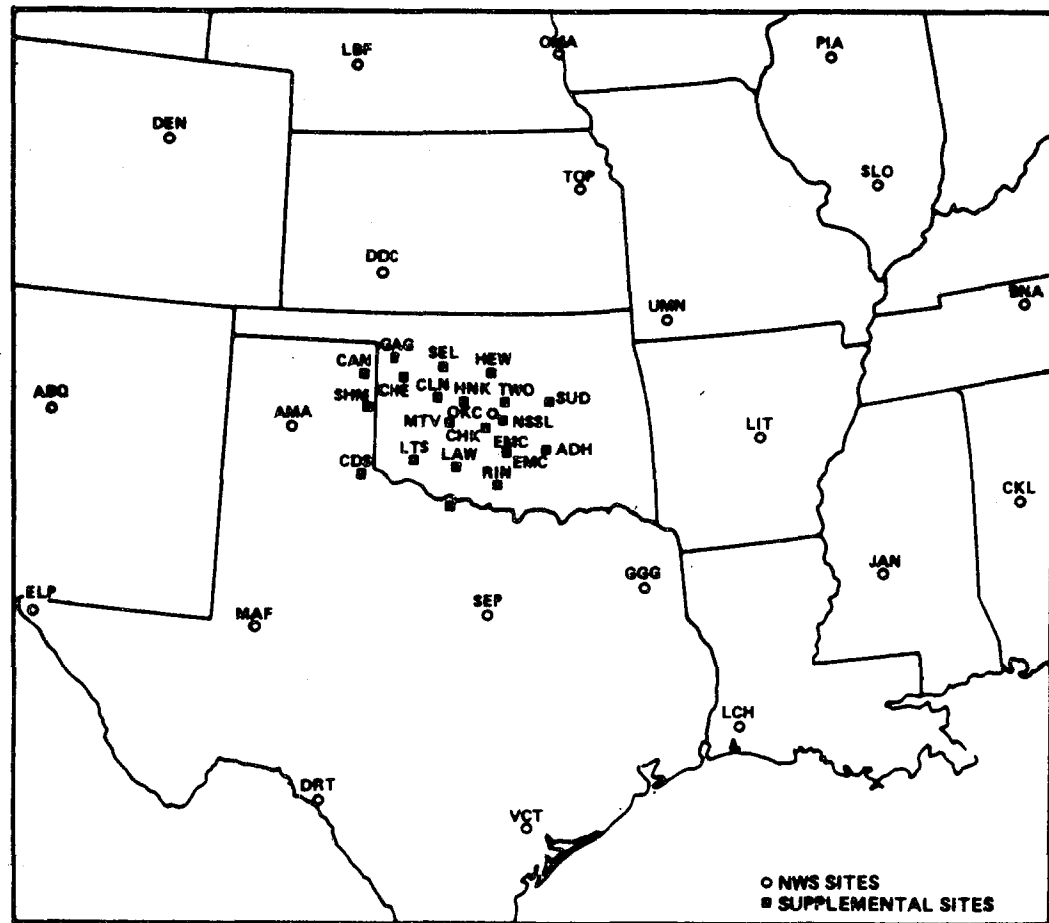 LBF
OMA
PIA
DEN
TOP
SLO
DDC
UMN
BNA
GAG
CAN
SEL
HEW
CHE
CLN
HNK
TWO
SUD
SHM
ABQ
AMA
OKC
MTV
NSSL
CHK
LIT
LTS
LAW
EMC
ADH
EMC
CDS
RIN
CKL
GGG
JAN
ELP
MAF
SEP
LCH
DRT
VCT
NWS SITES
SUPPLEMENTAL SITES